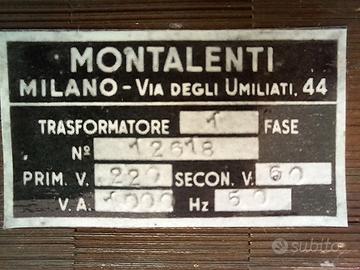 MONTALENTI
MILANO - VIA DEGLI UMILIATI, 44
TRASFORMATORE 1 FASE
Nº 12618
PRIM. V. 220 SECON. V. 60
V.A. 1000 Hz 50
subito